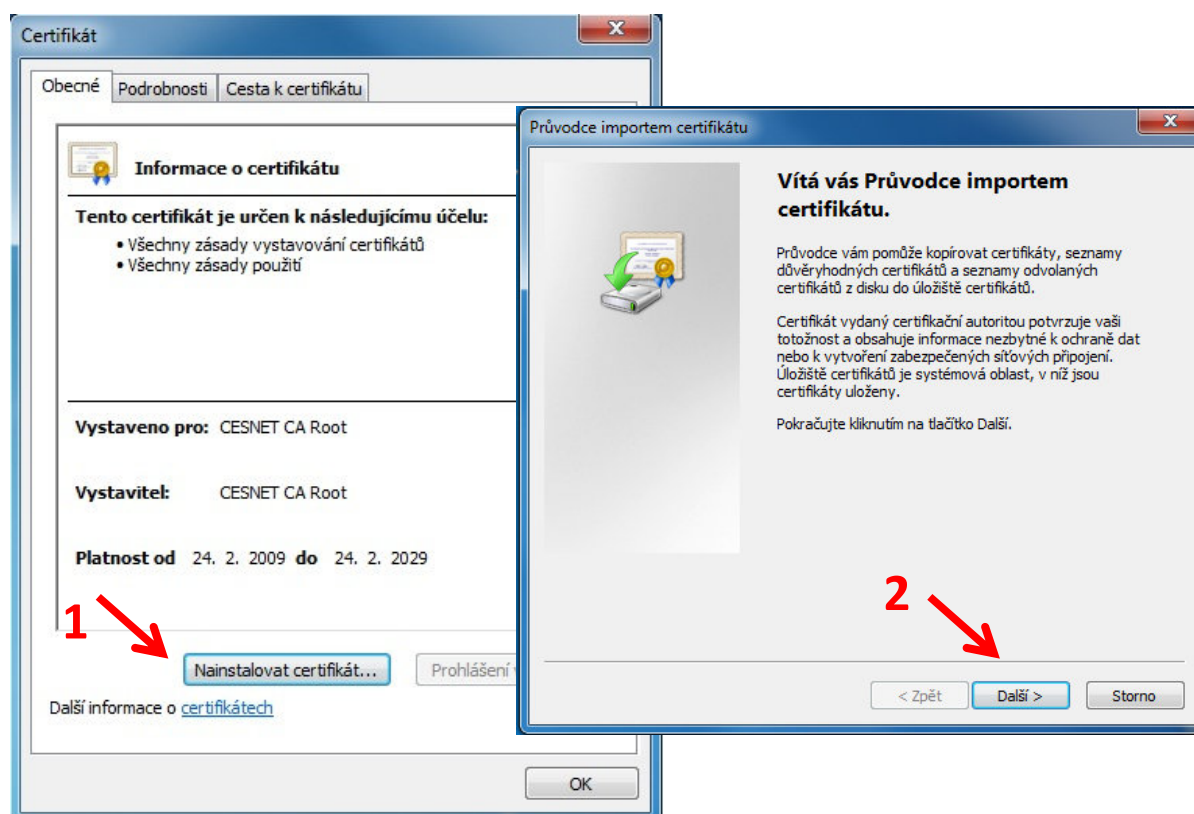 Certifikát
Obecné
Podrobnosti
Cesta k certifikátu
Informace o certifikátu
Tento certifikát je určen k následujícímu účelu:
• Všechny zásady vystavování certifikátů
• Všechny zásady použití
Vystaveno pro: CESNET CA Root
Vystavitel: CESNET CA Root
Platnost od 24. 2. 2009 do 24. 2. 2029
1
Nainstalovat certifikát...
Prohlášení
Další informace o certifikátech
OK
Průvodce importem certifikátu
Vítá vás Průvodce importem
certifikátu.
Průvodce vám pomůže kopírovat certifikáty, seznamy
důvěryhodných certifikátů a seznamy odvolaných
certifikátů z disku do úložiště certifikátů.
Certifikát vydaný certifikační autoritou potvrzuje vaši
totožnost a obsahuje informace nezbytné k ochraně dat
nebo k vytvoření zabezpečených síťových připojení.
Úložiště certifikátů je systémová oblast, v níž jsou
certifikáty uloženy.
Pokračujte kliknutím na tlačítko Další.
2
< Zpět
Další >
Storno